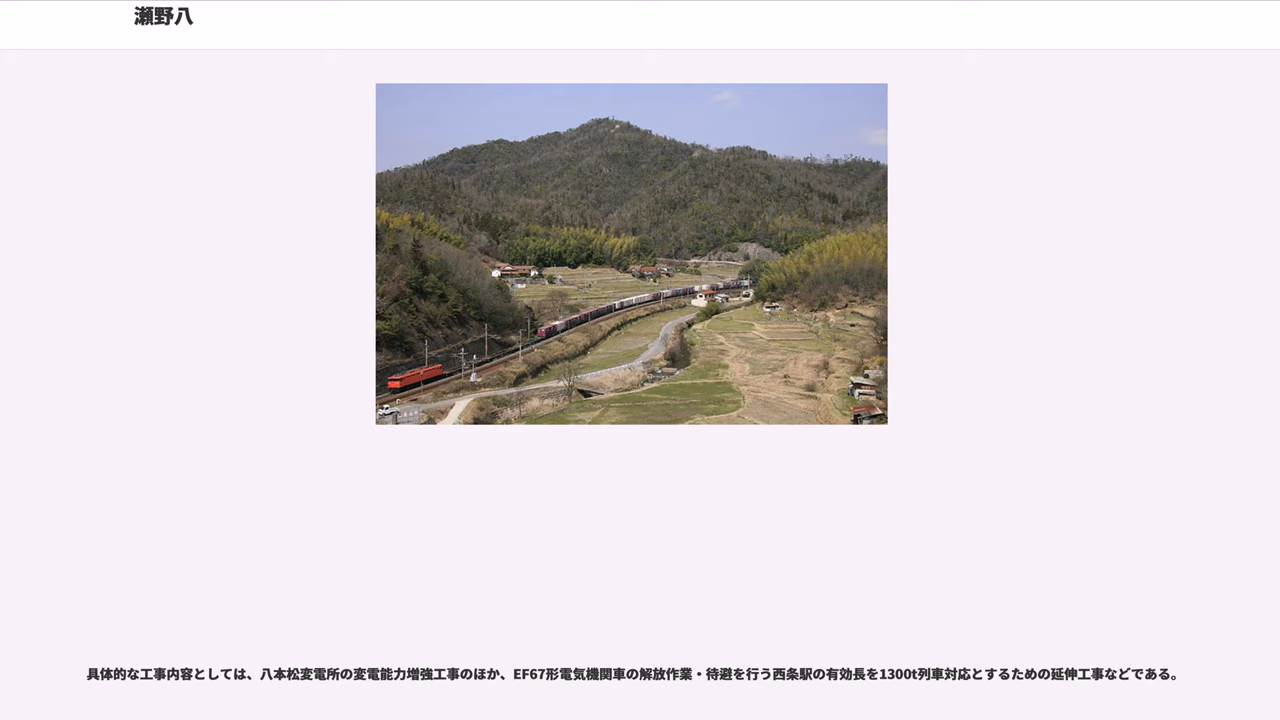 瀬野八
具体的な工事内容としては、八本松変電所の変電能力増強工事のほか、EF67形電気機関車の解放作業・待避を行う西条駅の有効長を1300t列車対応とするための延伸工事などである。